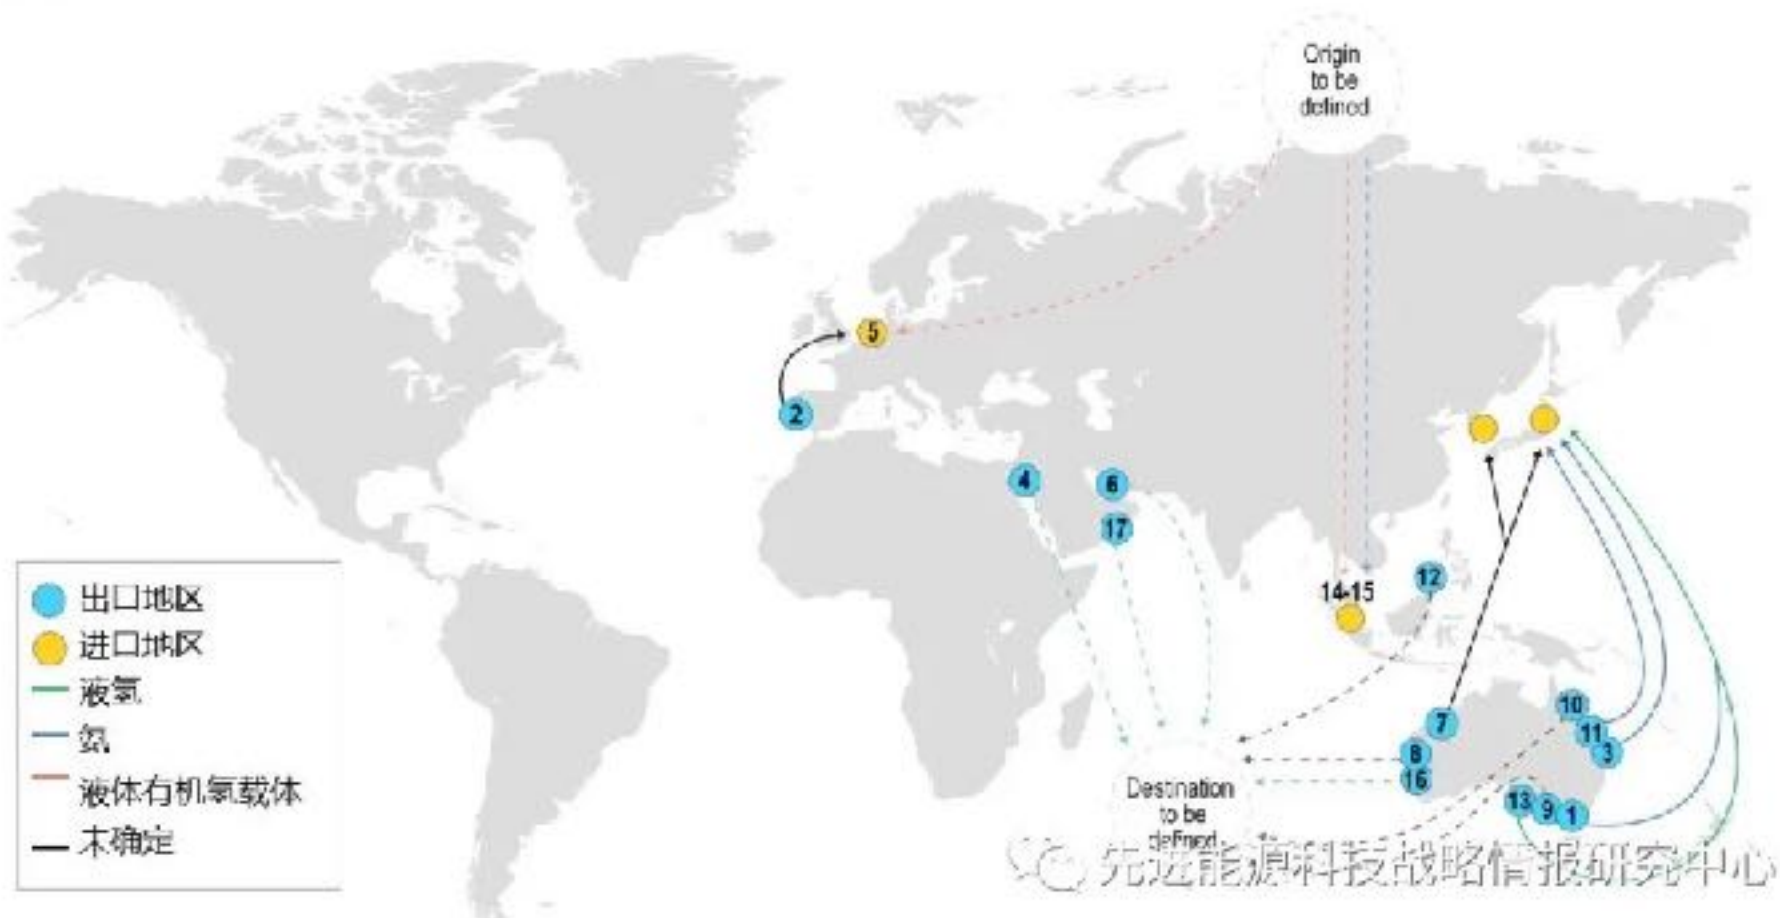 Origin
to be
defined
5
2
4
6
17
12
14-15
7
8
16
10
11
3
13
9
1
出口地区
进口地区
液氢
氨
液体有机氢载体
未确定
Destination
to be
defined
先进能源科技战略情报研究中心